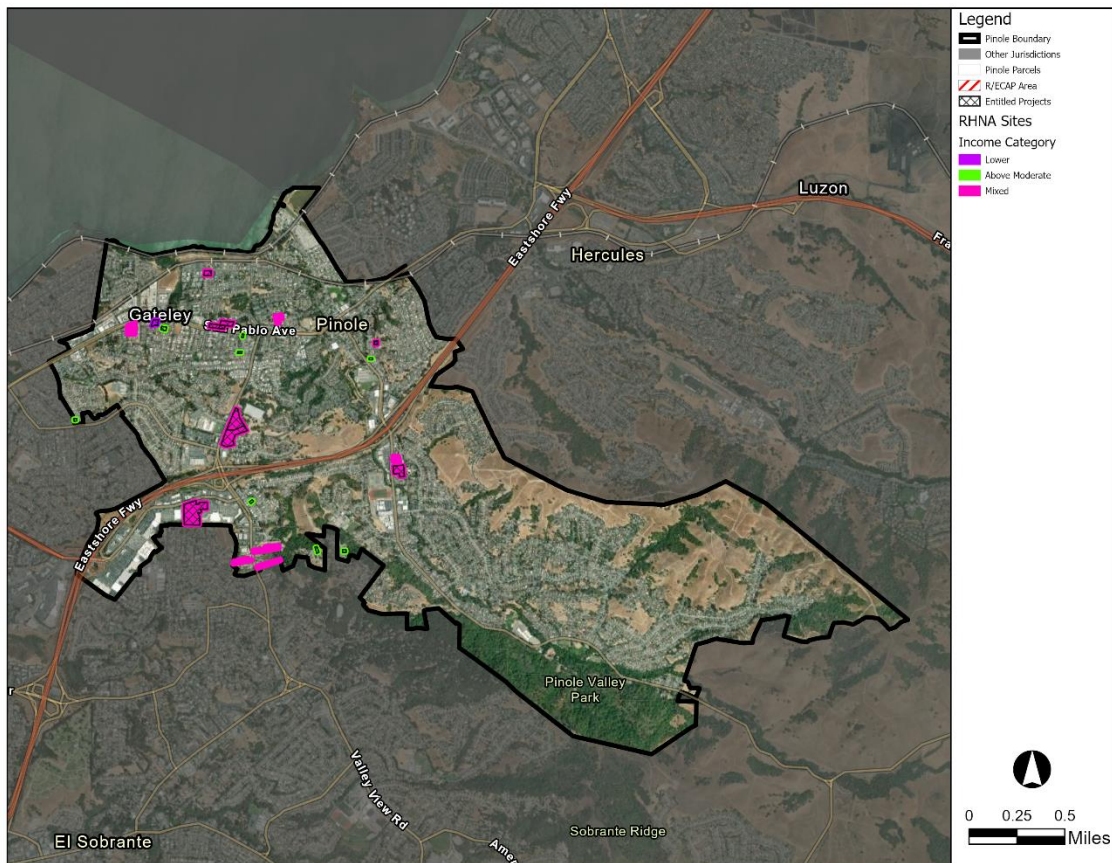 Legend
Pinole Boundary
Other Jurisdictions
Pinole Parcels
R/ECAP Area
Entitled Projects
RHNA Sites
Income Category
Lower
Above Moderate
Mixed
Luzon
Fra
Eastshore Fwy
Hercules
Gateley
Pablo Ave
Pinole
Eastshore Fwy
Pinole Valley
Park
r
Valley View Rd
Sobrante Ridge
El Sobrante
Amer
0 0.25 0.5
Miles